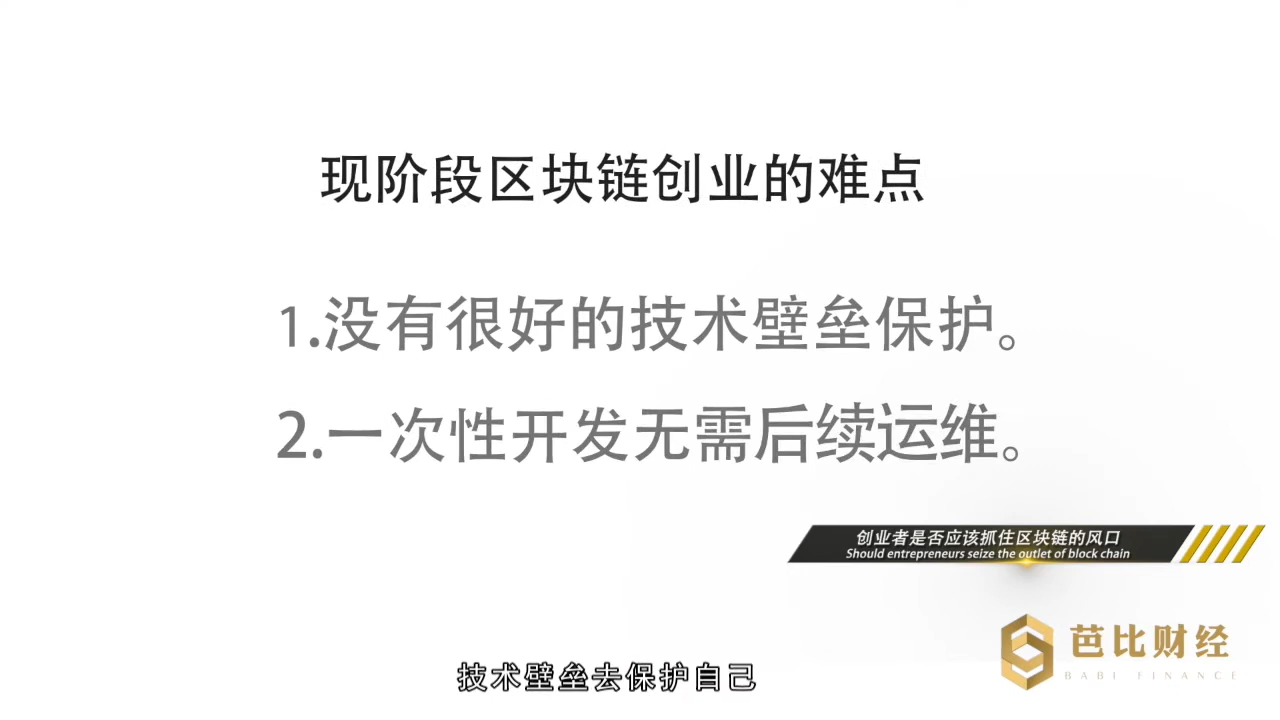 现阶段区块链创业的难点
1.没有很好的技术壁垒保护。
2.一次性开发无需后续运维。
创业者是否应该抓住区块链的风口
Should entrepreneurs seize the outlet of block chain
芭比财经
BABI FINANCE
技术壁垒去保护自己